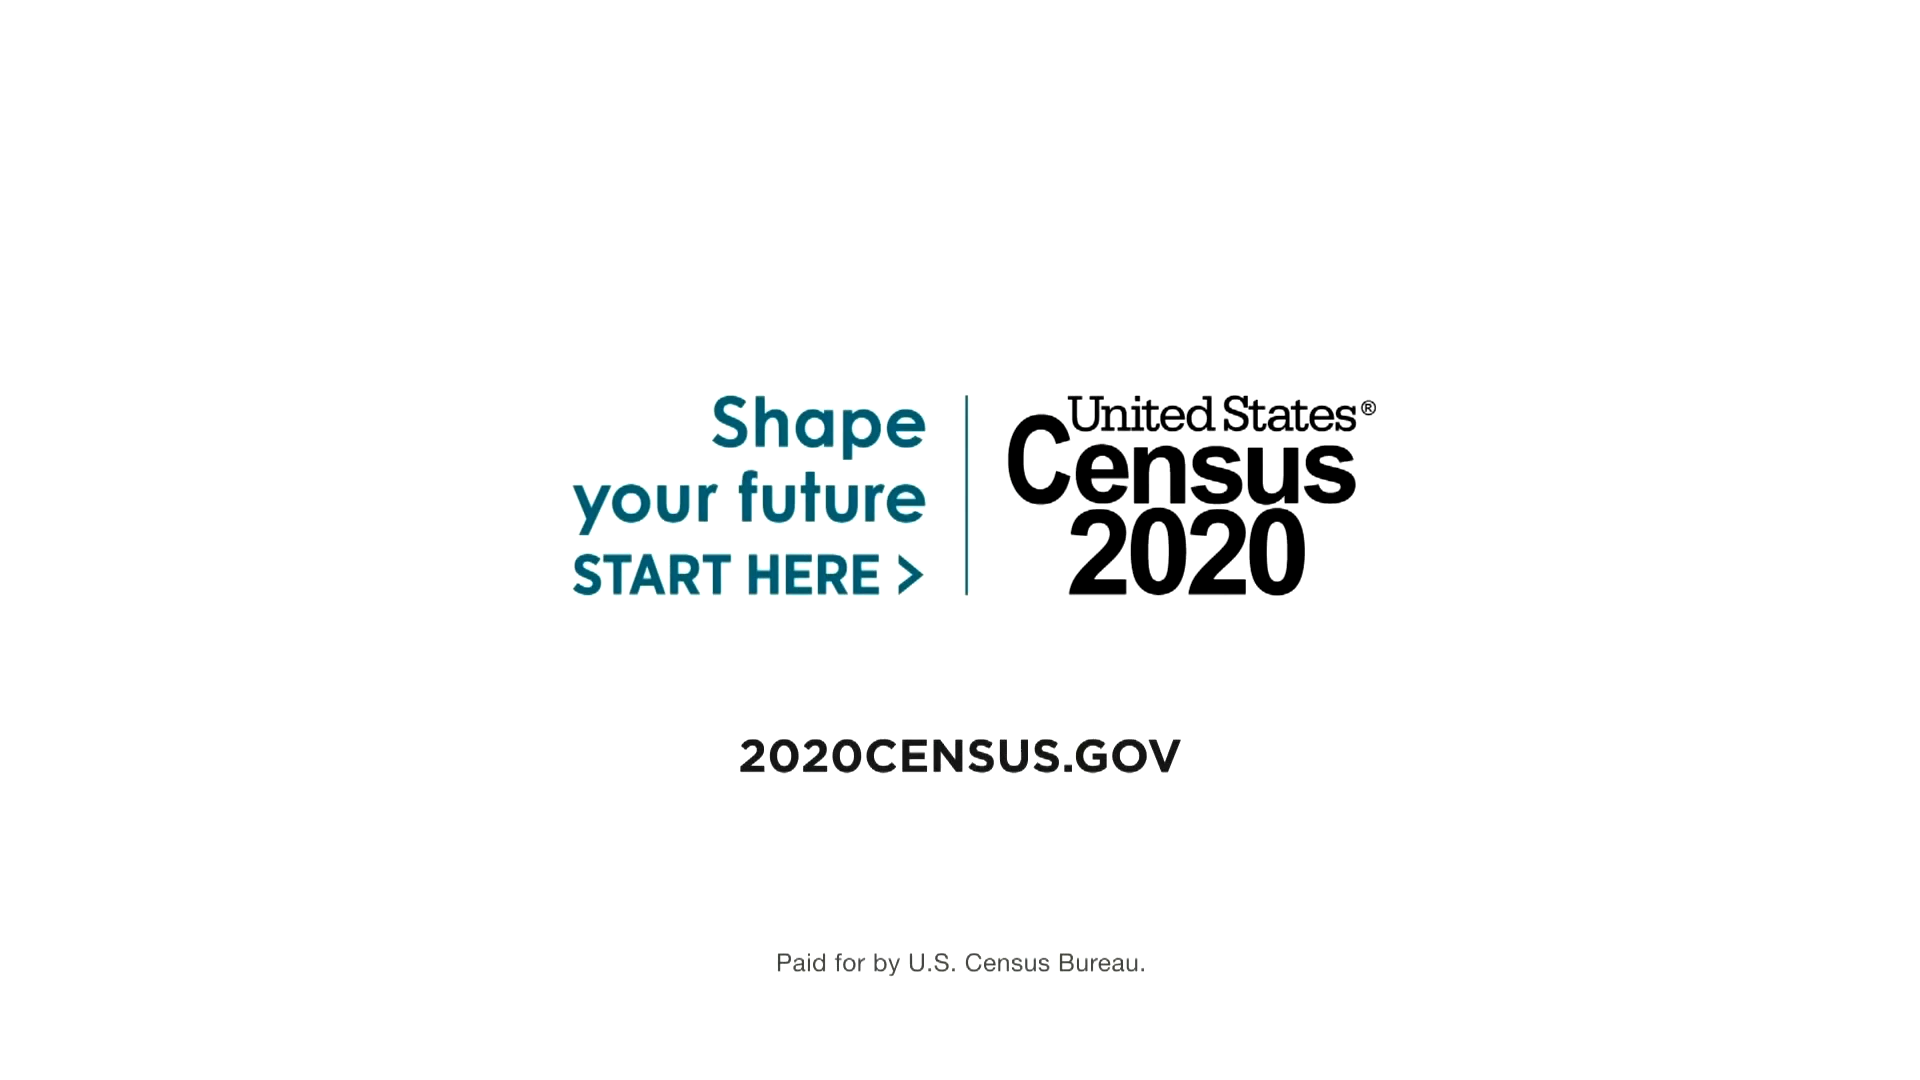 Shape
your future
START HERE >
United States®
Census
2020
2020CENSUS.GOV
Paid for by U.S. Census Bureau.